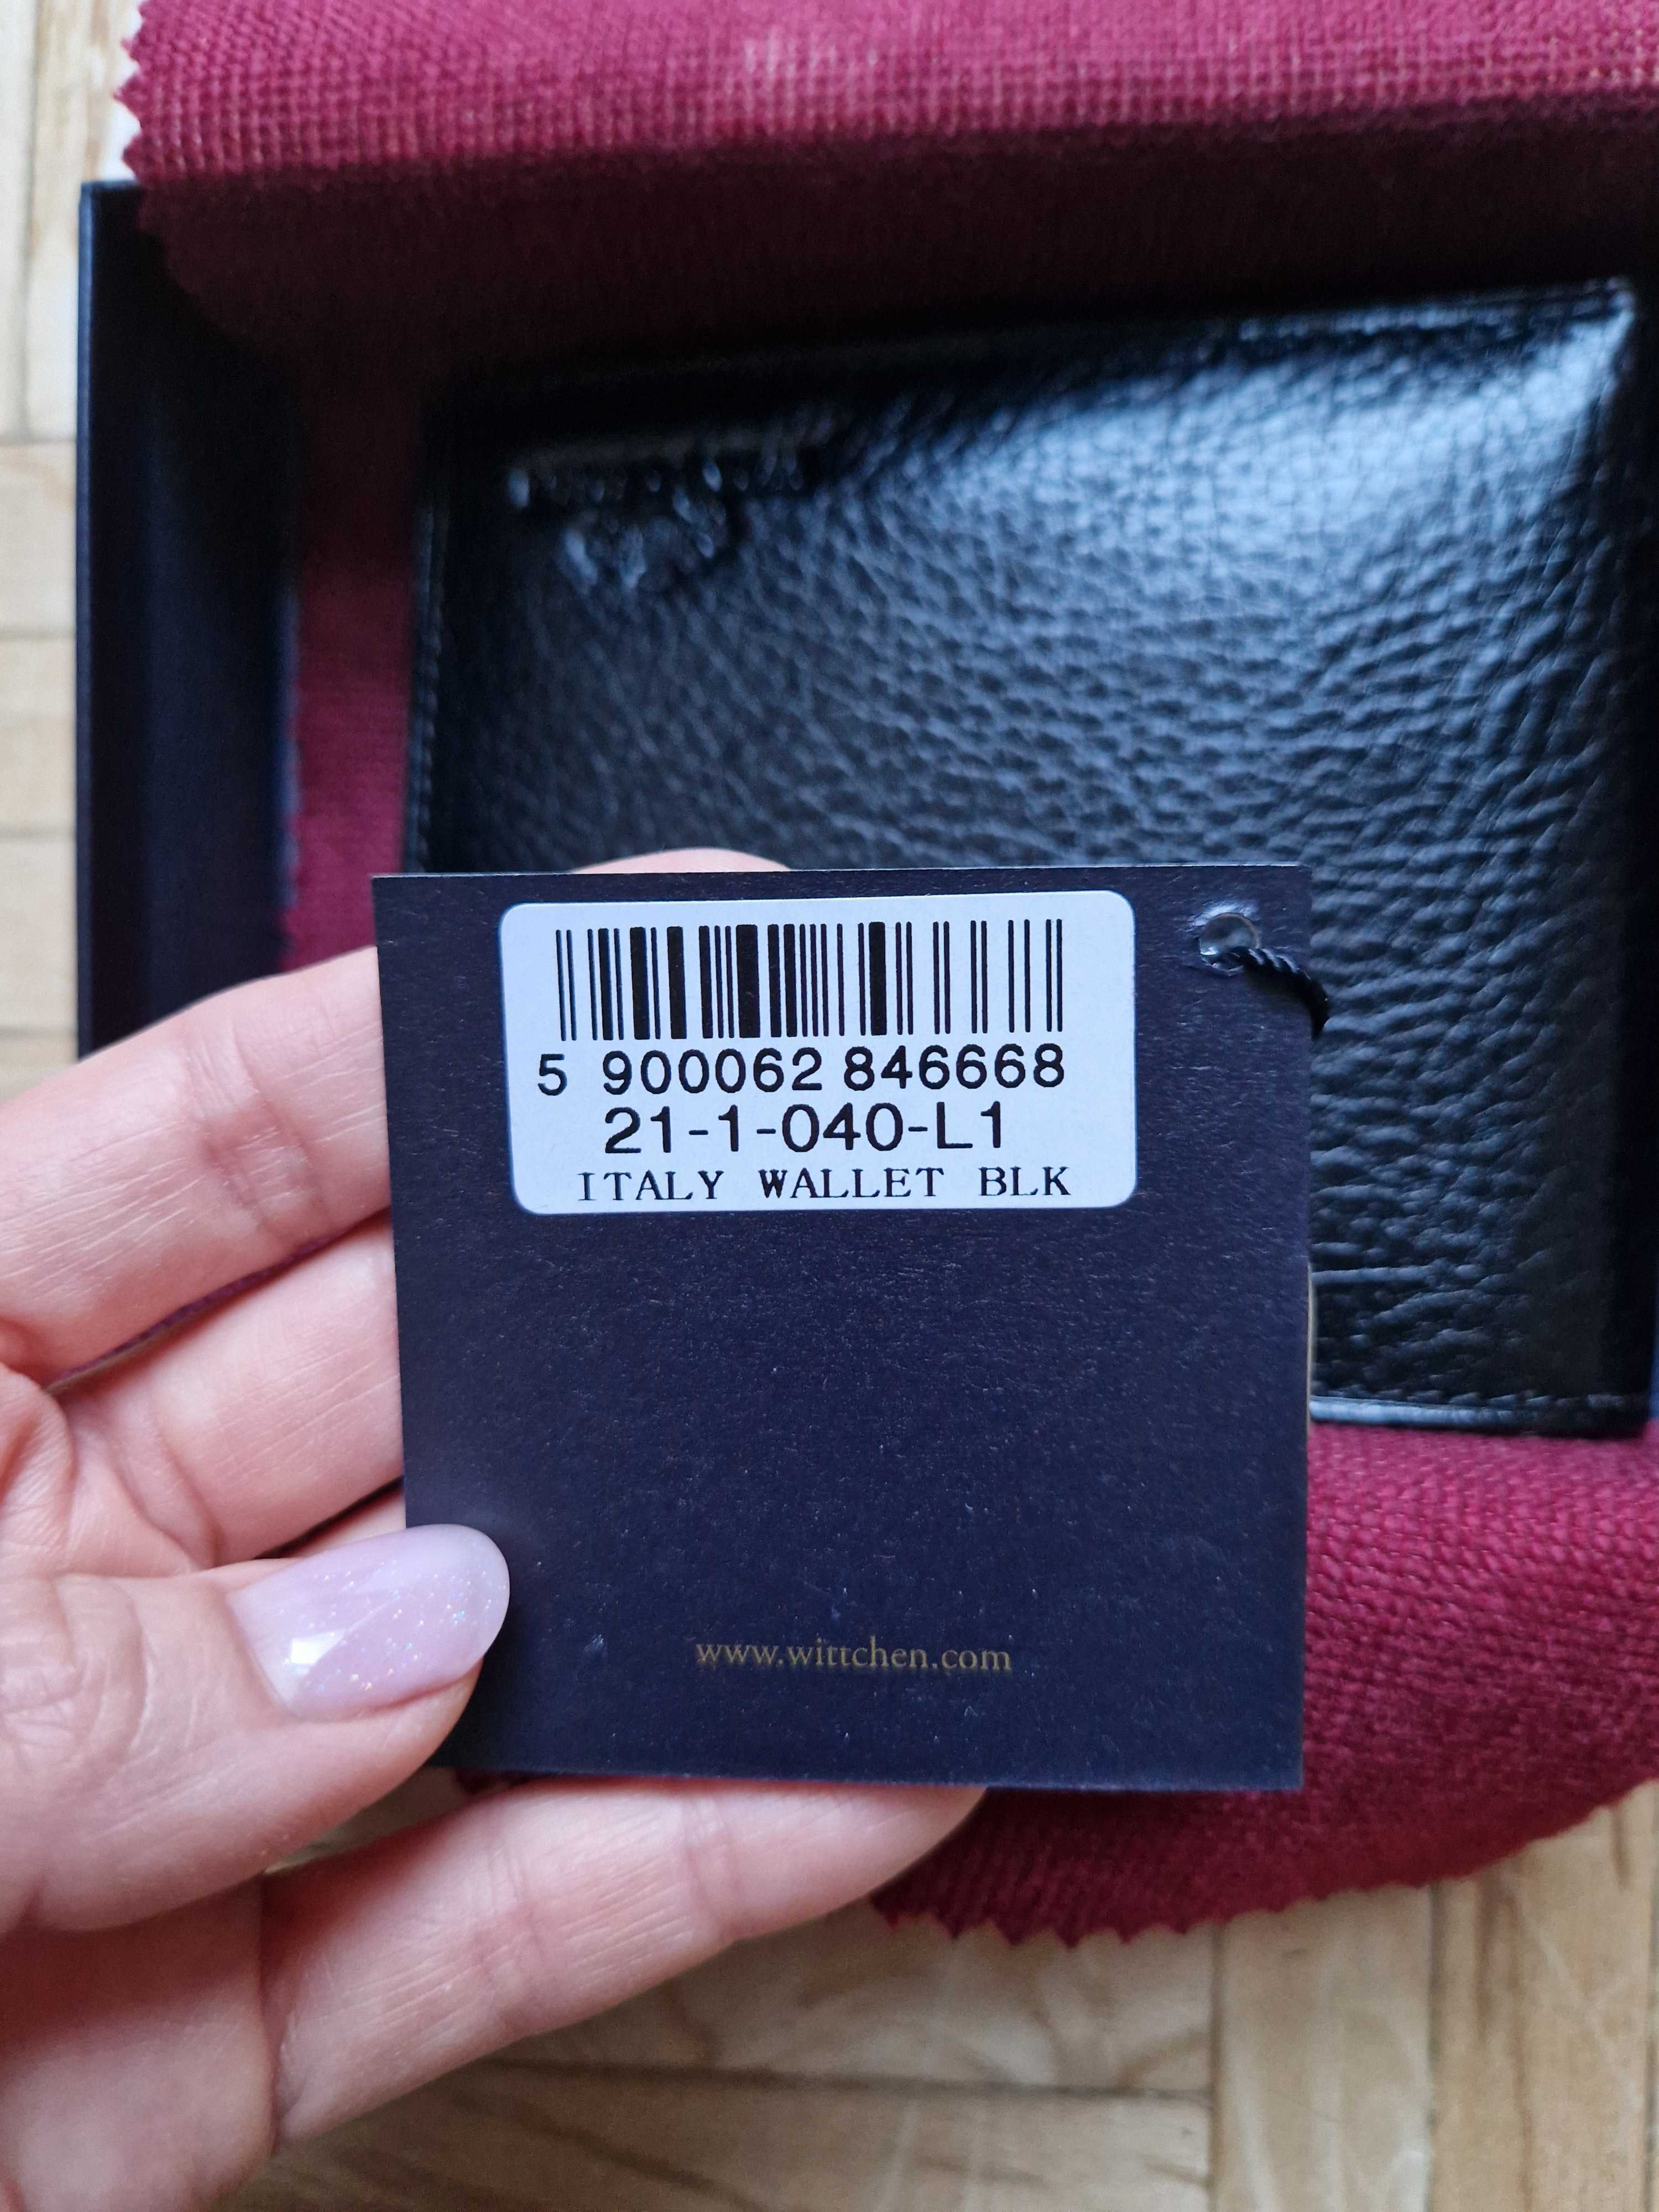 5 900062 846668
21-1-040-L1
ITALY WALLET BLK
www.wittchen.com